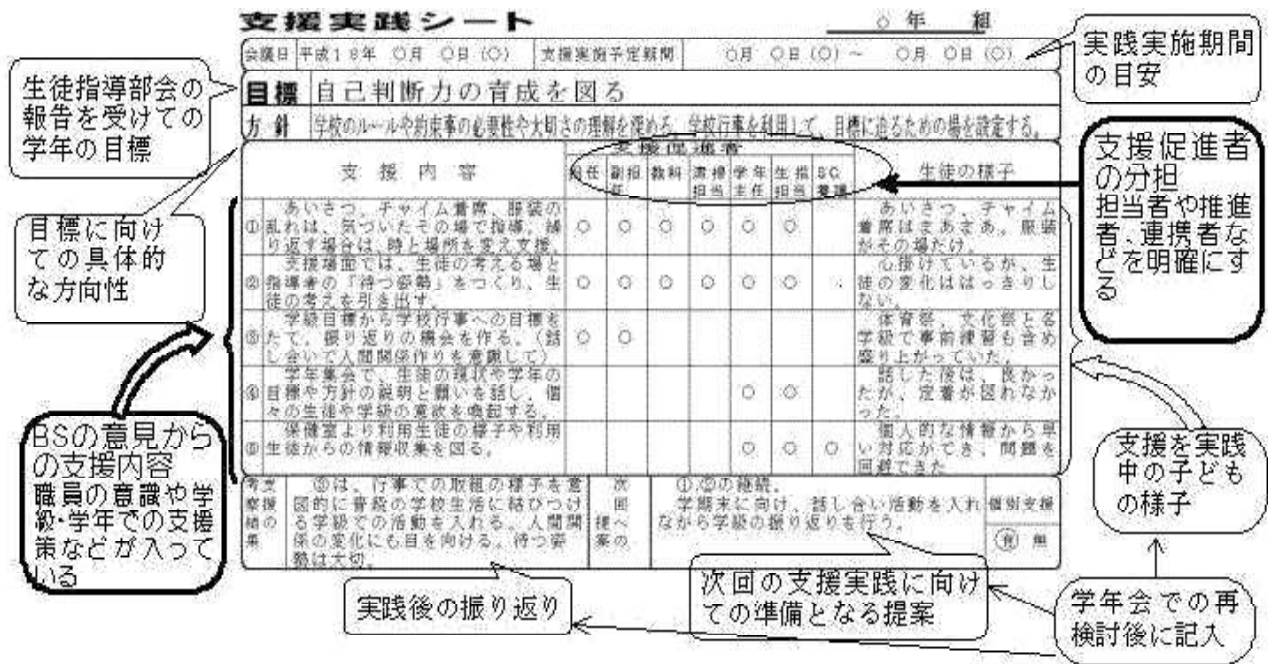 支援実践シート
○年　組
会議日 平成18年 ○月 ○日(○) 支援実施予定期間 ○月 ○日(○)～ ○月 ○日(○)
目標 自己判断力の育成を図る
方針 学校のルールや約束事の必要性や大切さの理解を深める。学校行事を利用して、目標に迫るための場を設定する。
支援内容
支援促進者
担任 副担任 教科 清掃担当 学年主任 生指担当 SC養護
生徒の様子
① あいさつ、チャイム着席、服装の
乱れは、気づいたその場で指導。繰
り返す場合は、時と場所を変え支援。
○ ○ ○ ○ ○ ○
あいさつ、チャイム
着席はまあまあ。服装
がその場だけ。
② 支援場面では、生徒の考える場と
指導者の「待つ姿勢」をつくり、生
徒の考えを引き出す。
○ ○ ○ ○ ○ ○
心掛けているが、生
徒の変化ははっきりし
ない。
③ 学級目標から学校行事への目標を
たて、振り返りの機会を作る。(話
し合いで人間関係作りを意識して)
○ ○
体育祭、文化祭と各
学級で事前練習も含め
盛り上がっていた。
④ 学年集会で、生徒の現状や学年の
目標や方針の説明と願いを話し、個
々の生徒や学級の意欲を喚起する。
○ ○
話した後は、良かっ
たが、定着が図れなか
った。
⑤ 保健室より利用生徒の様子や利用
生徒からの情報収集を図る。
○ ○ ○
個人的な情報から早
い対応ができ、問題を
回避できた
支援の結果
考察
③は、行事での取組の様子を意
図的に普段の学校生活に結びつけ
る学級での活動を入れる。人間関
係の変化にも目を向ける。待つ姿
勢は大切。
次回への提案
①,②の継続。
学期末に向け、話し合い活動を入れ
ながら学級の振り返りを行う。
個別支援
有 無
生徒指導部会の
報告を受けての
学年の目標
目標に向け
ての具体的
な方向性
BSの意見から
の支援内容
職員の意識や学
級・学年での支援
策などが入って
いる
実践実施期間
の目安
支援促進者
の分担
担当者や推進
者、連携者な
どを明確にす
る
支援を実践
中の子ども
の様子
実践後の振り返り
次回の支援実践に向け
ての準備となる提案
学年会での再
検討後に記入